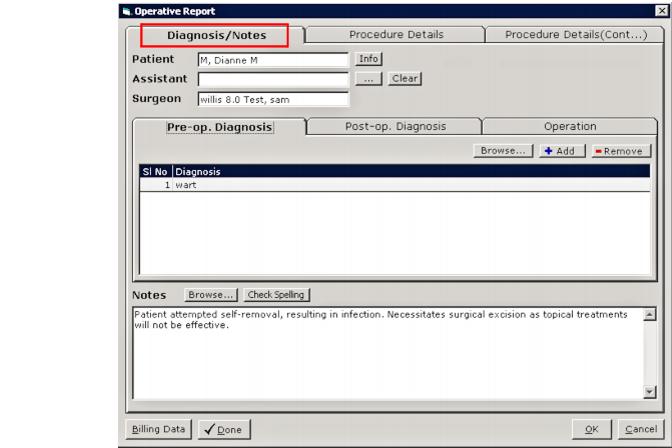 Operative Report
Diagnosis/Notes Procedure Details Procedure Details(Cont...)
Patient M, Dianne M Info
Assistant ... Clear
Surgeon willis 8.0 Test, sam
Pre-op. Diagnosis Post-op. Diagnosis Operation
Browse... + Add - Remove
Sl No Diagnosis
1 wart
Notes Browse... Check Spelling
Patient attempted self-removal, resulting in infection. Necessitates surgical excision as topical treatments
will not be effective.
Billing Data Done OK Cancel